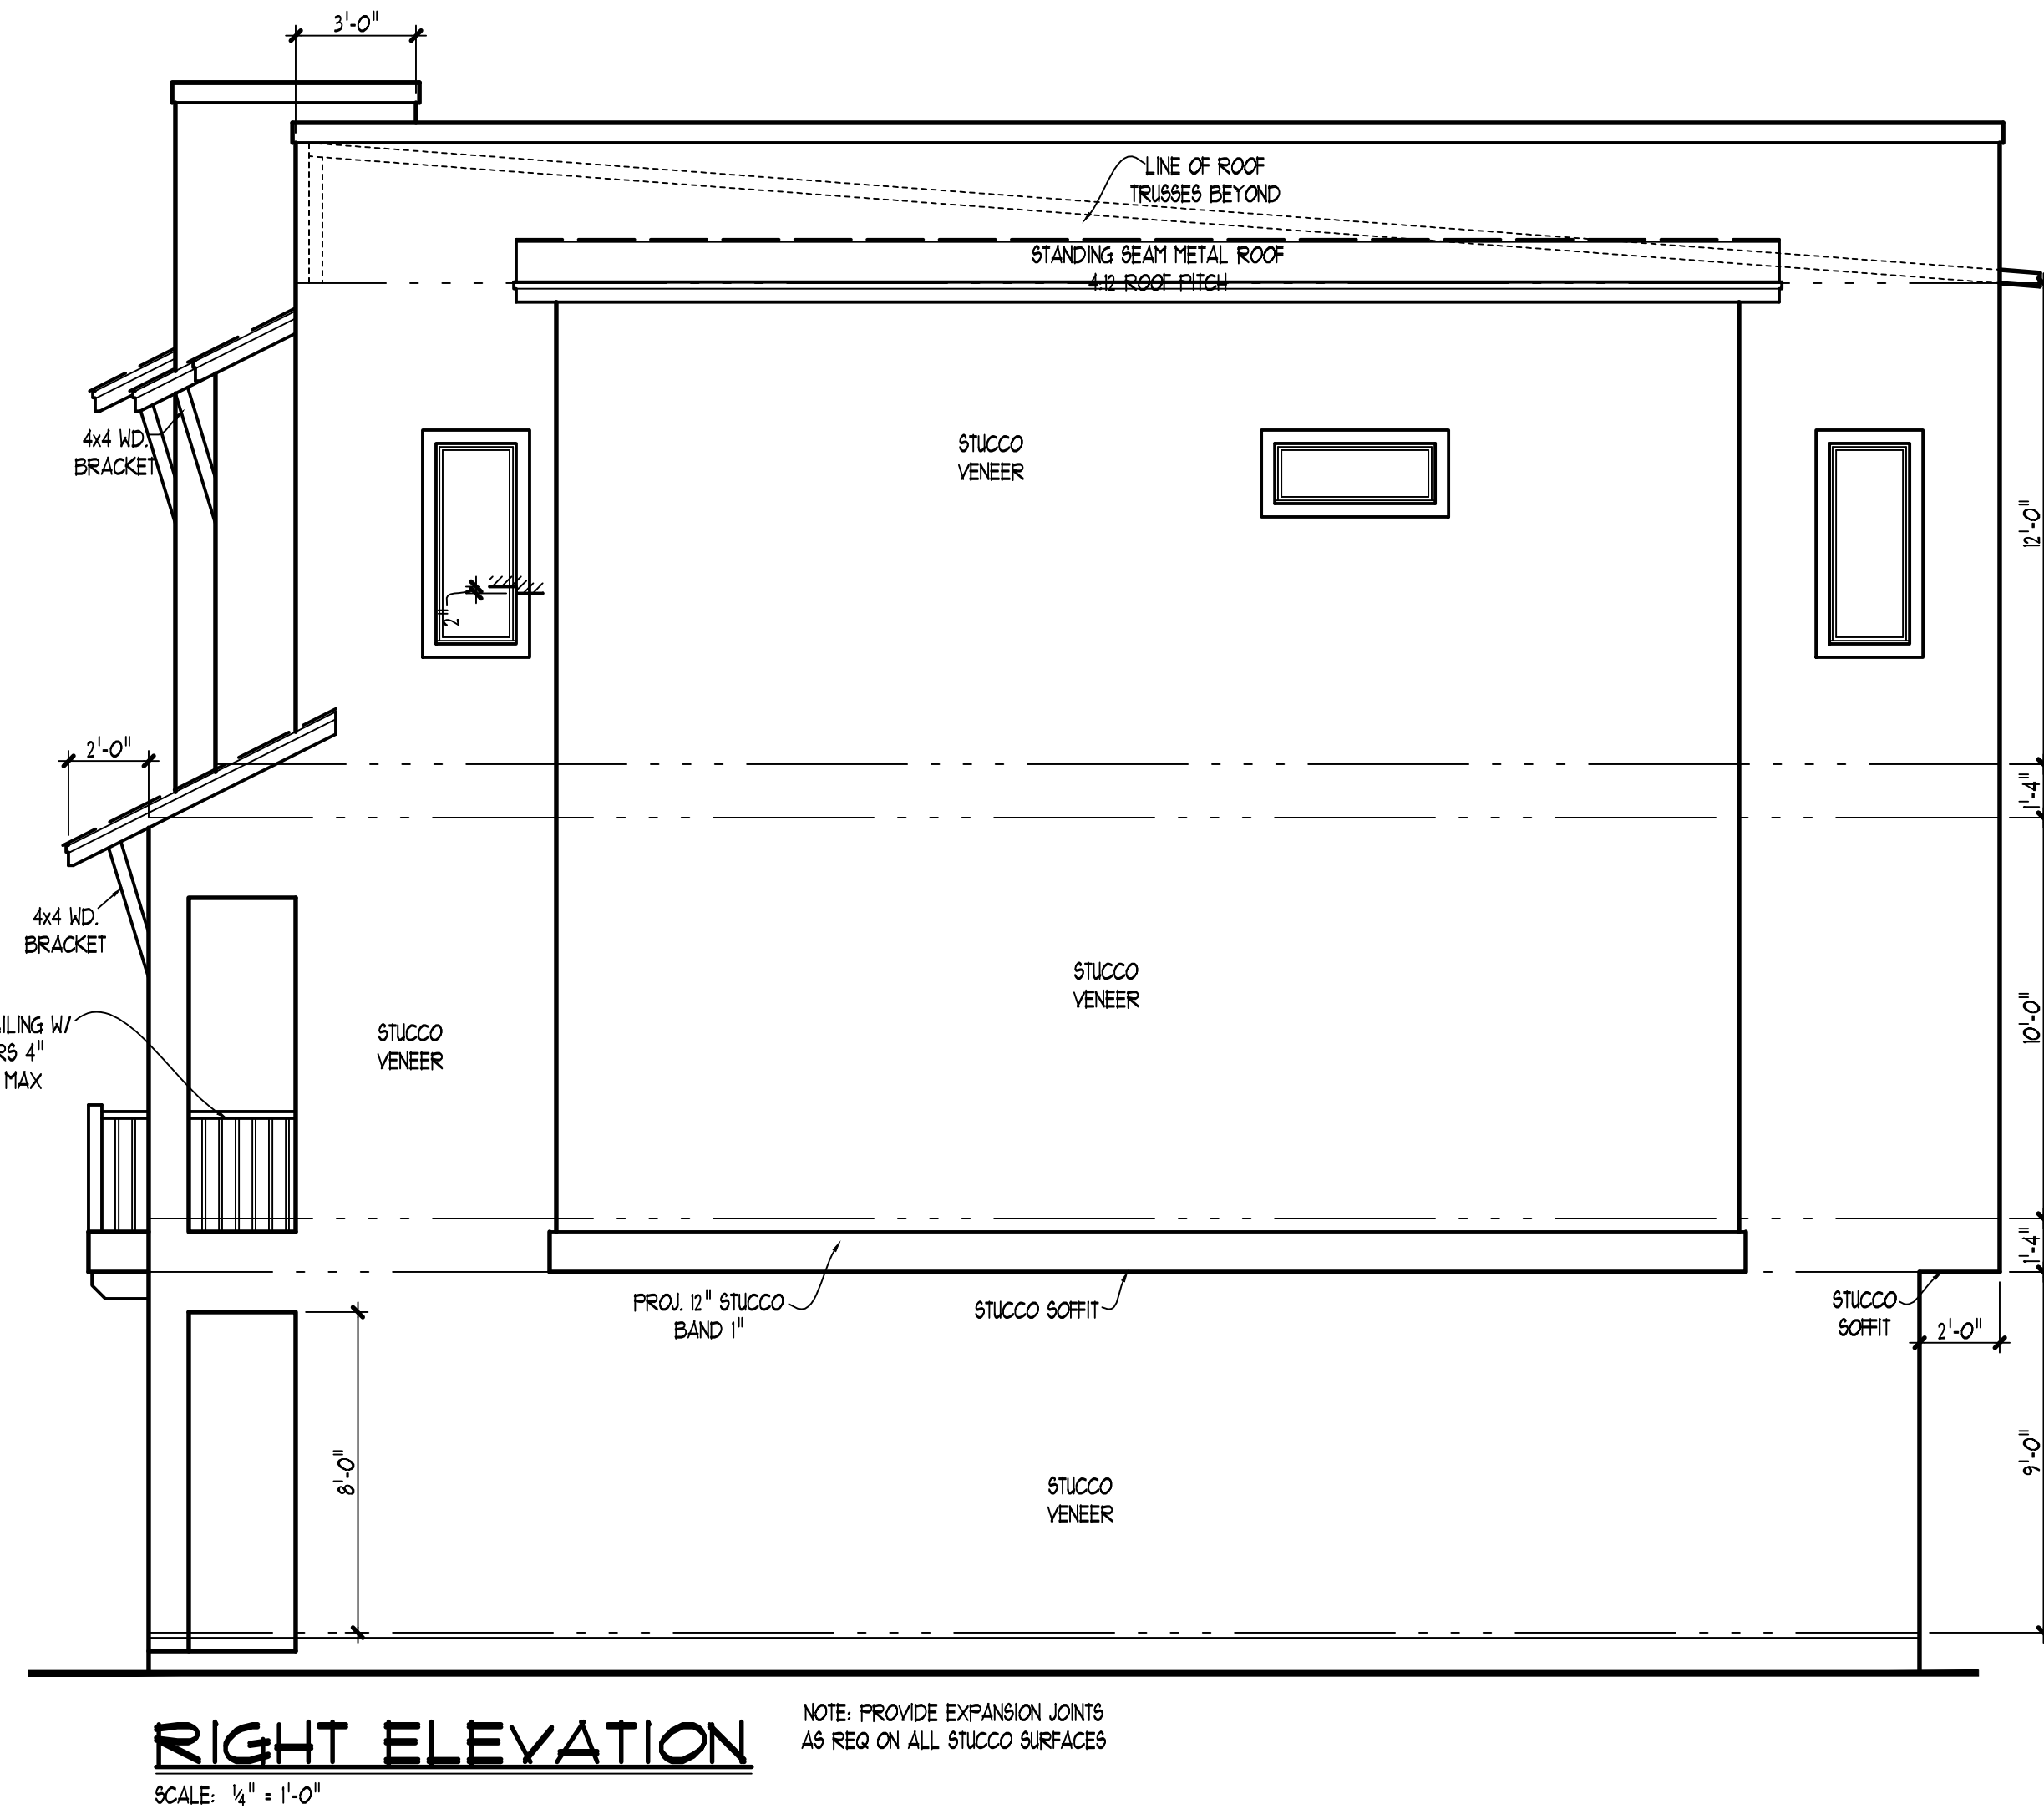 3'-0"
LINE OF ROOF
TRUSSES BEYOND
STANDING SEAM METAL ROOF
4:12 ROOF PITCH
4x4 WD.
BRACKET
STUCCO
VENEER
12'-0"
2"
2'-0"
1'-4"
4x4 WD.
BRACKET
STUCCO
VENEER
10'-0"
W/
4"
MAX
STUCCO
VENEER
1'-4"
PROJ. 12" STUCCO
BAND 1"
STUCCO SOFFIT
STUCCO
SOFFIT
2'-0"
8'-0"
9'-0"
STUCCO
VENEER
RIGHT ELEVATION
SCALE: ¼" = 1'-0"
NOTE: PROVIDE EXPANSION JOINTS
AS REQ ON ALL STUCCO SURFACES